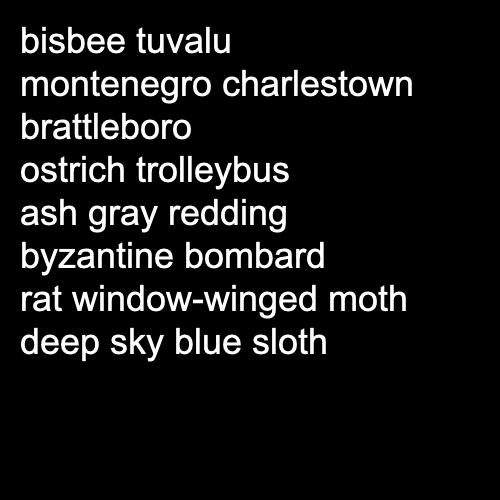 bisbee tuvalu
montenegro charlestown
brattleboro
ostrich trolleybus
ash gray redding
byzantine bombard
rat window-winged moth
deep sky blue sloth